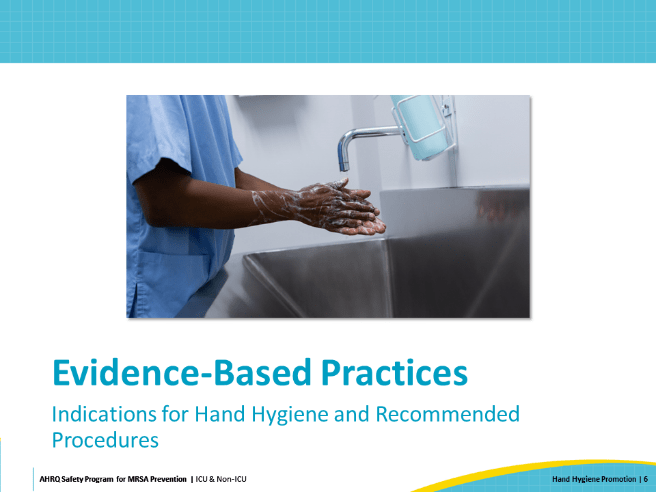 Evidence-Based Practices
Indications for Hand Hygiene and Recommended
Procedures
AHRQ Safety Program for MRSA Prevention | ICU & Non-ICU
Hand Hygiene Promotion | 6